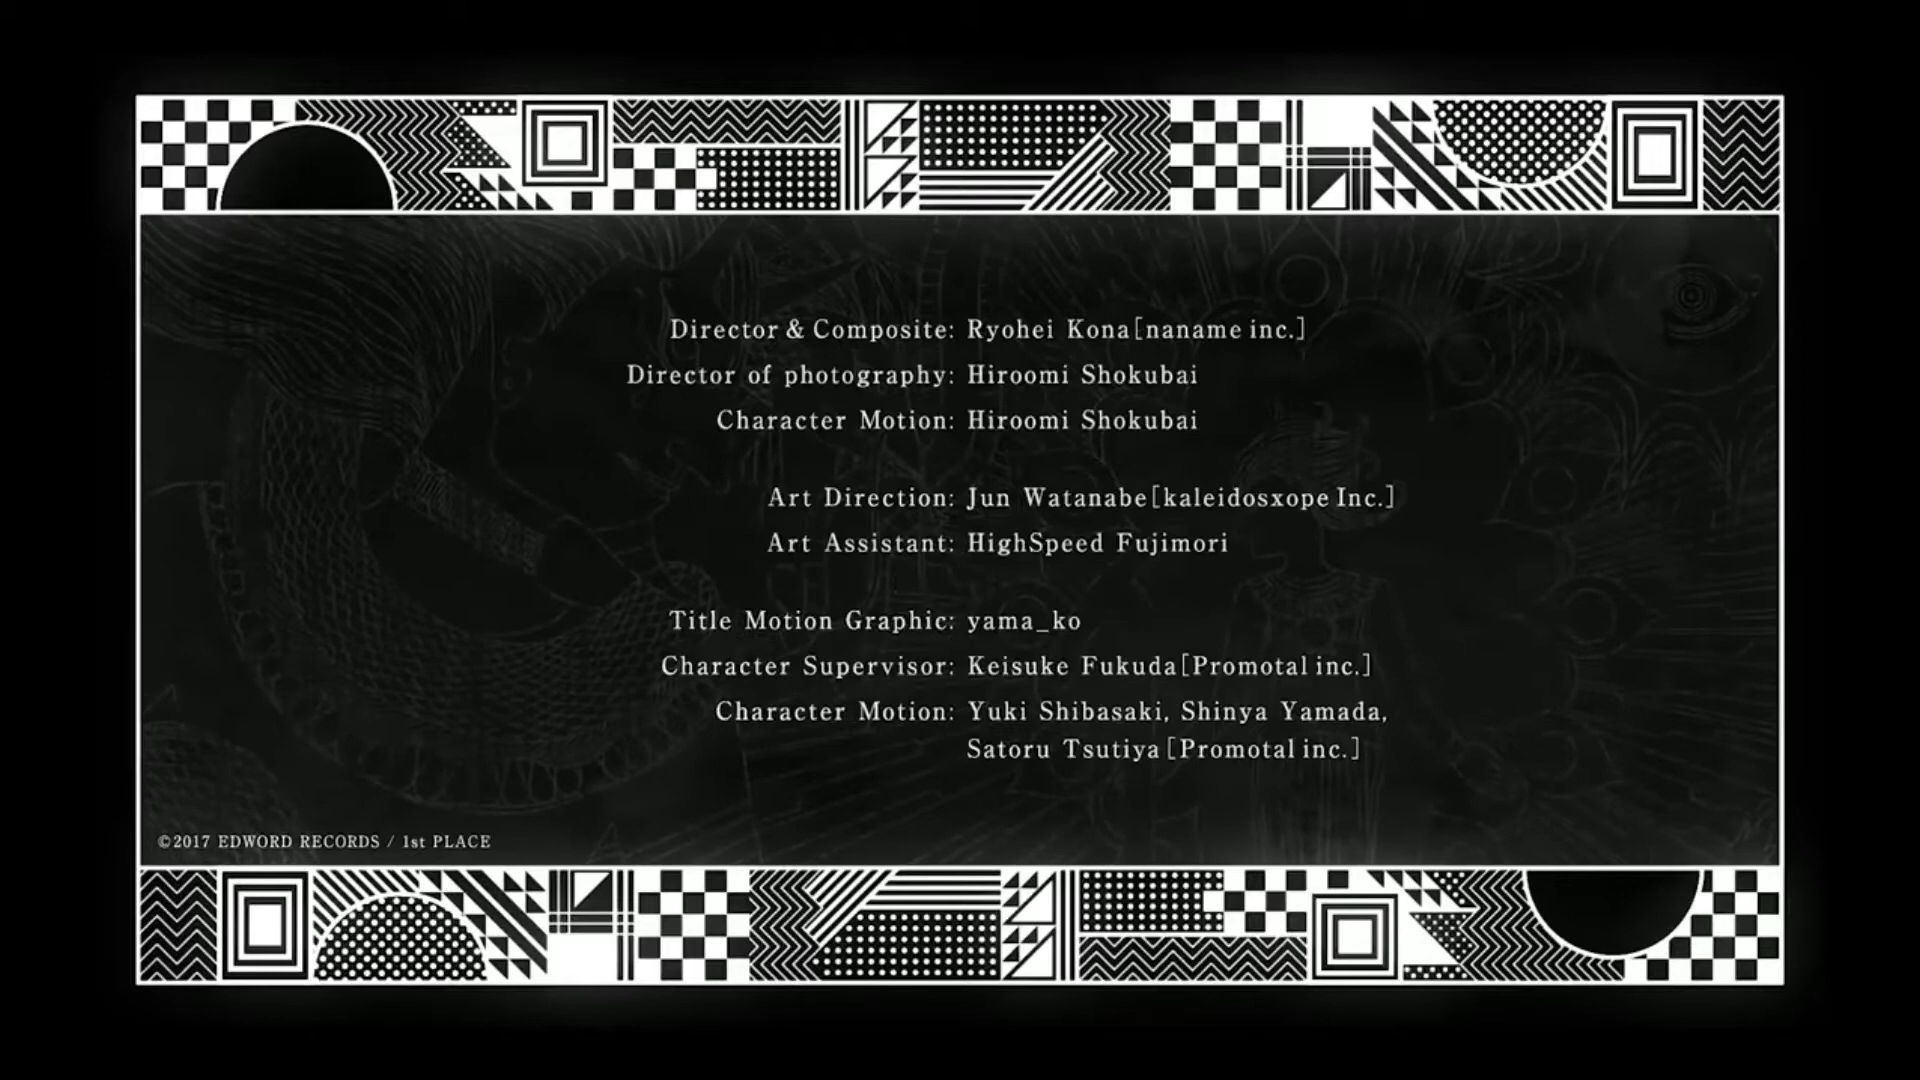 Director & Composite: Ryohei Kona[naname inc.]
Director of photography: Hiroomi Shokubai
Character Motion: Hiroomi Shokubai
Art Direction: Jun Watanabe[kaleidosxope Inc.]
Art Assistant: HighSpeed Fujimori
Title Motion Graphic: yama_ko
Character Supervisor: Keisuke Fukuda[Promotal inc.]
Character Motion: Yuki Shibasaki, Shinya Yamada,
Satoru Tsutiya[Promotal inc.]
©2017 EDWORD RECORDS / 1st PLACE